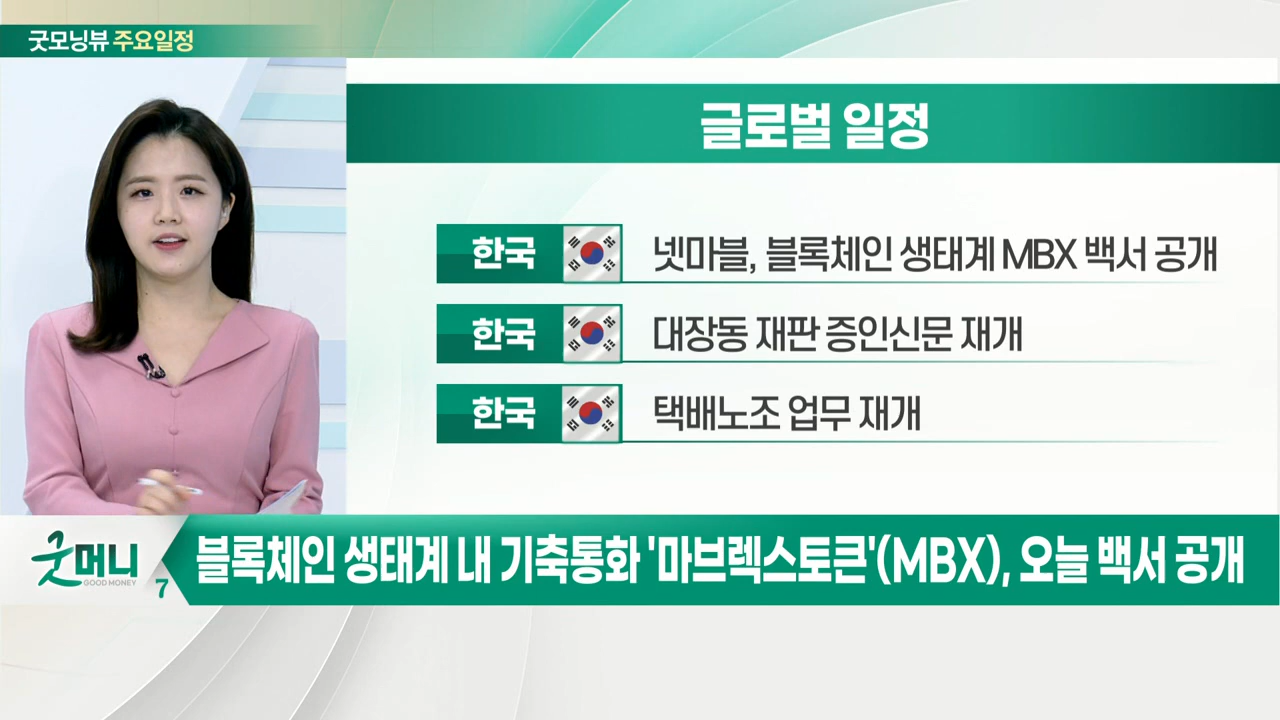 굿모닝뷰 주요일정
글로벌 일정
한국 넷마블, 블록체인 생태계 MBX 백서 공개
한국 대장동 재판 증인신문 재개
한국 택배노조 업무 재개
굿머니
GOOD MONEY
7
블록체인 생태계 내 기축통화 '마브렉스토큰'(MBX), 오늘 백서 공개